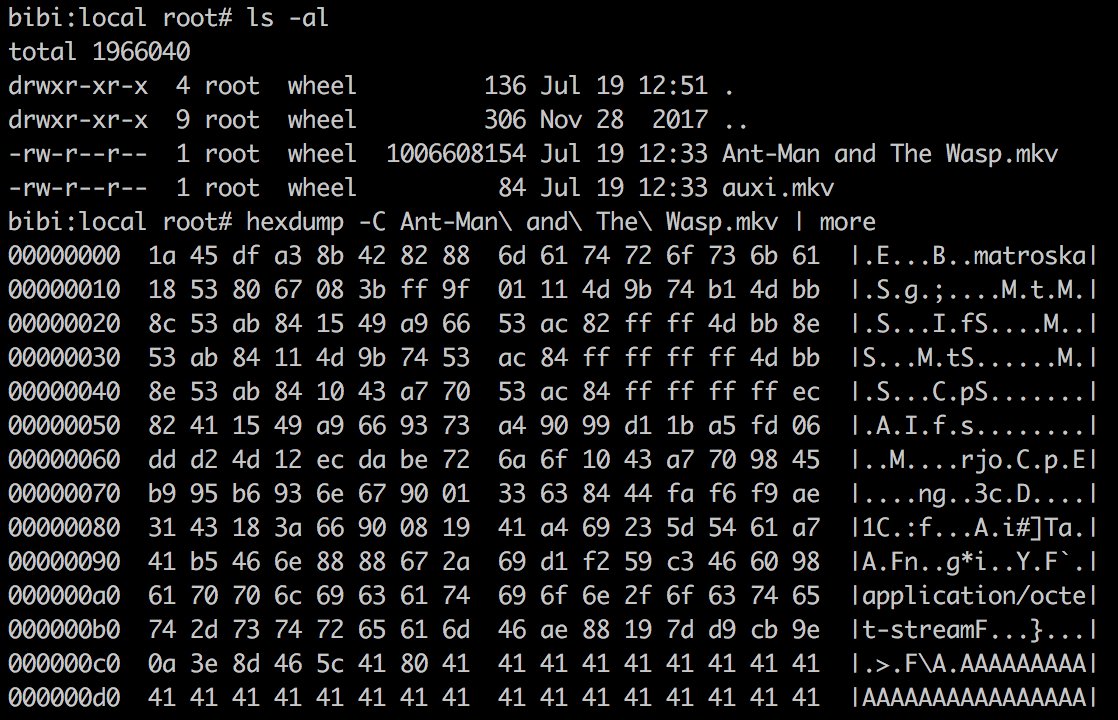 bibi:local root# ls -al
total 1966040
drwxr-xr-x  4 root  wheel         136 Jul 19 12:51 .
drwxr-xr-x  9 root  wheel         306 Nov 28  2017 ..
-rw-r--r--  1 root  wheel  1006608154 Jul 19 12:33 Ant-Man and The Wasp.mkv
-rw-r--r--  1 root  wheel          84 Jul 19 12:33 auxi.mkv
bibi:local root# hexdump -C Ant-Man\ and\ The\ Wasp.mkv | more
00000000  1a 45 df a3 8b 42 82 88  6d 61 74 72 6f 73 6b 61  |.E...B..matroska|
00000010  18 53 80 67 08 3b ff 9f  01 11 4d 9b 74 b1 4d bb  |.S.g.;....M.t.M.|
00000020  8c 53 ab 84 15 49 a9 66  53 ac 82 ff ff 4d bb 8e  |.S...I.fS....M..|
00000030  53 ab 84 11 4d 9b 74 53  ac 84 ff ff ff ff 4d bb  |S...M.tS......M.|
00000040  8e 53 ab 84 10 43 a7 70  53 ac 84 ff ff ff ff ec  |.S...C.pS.......|
00000050  82 41 15 49 a9 66 93 73  a4 90 99 d1 1b a5 fd 06  |.A.I.f.s........|
00000060  dd d2 4d 12 ec da be 72  6a 6f 10 43 a7 70 98 45  |..M....rjo.C.p.E|
00000070  b9 95 b6 93 6e 67 90 01  33 63 84 44 fa f6 f9 ae  |....ng..3c.D....|
00000080  31 43 18 3a 66 90 08 19  41 a4 69 23 5d 54 61 a7  |1C.:f...A.i#]Ta.|
00000090  41 b5 46 6e 88 88 67 2a  69 d1 f2 59 c3 46 60 98  |A.Fn..g*i..Y.F`.|
000000a0  61 70 70 6c 69 63 61 74  69 6f 6e 2f 6f 63 74 65  |application/octe|
000000b0  74 2d 73 74 72 65 61 6d  46 ae 88 19 7d d9 cb 9e  |t-streamF...}...|
000000c0  0a 3e 8d 46 5c 41 80 41  41 41 41 41 41 41 41 41  |.>.F\A.AAAAAAAAA|
000000d0  41 41 41 41 41 41 41 41  41 41 41 41 41 41 41 41  |AAAAAAAAAAAAAAAA|